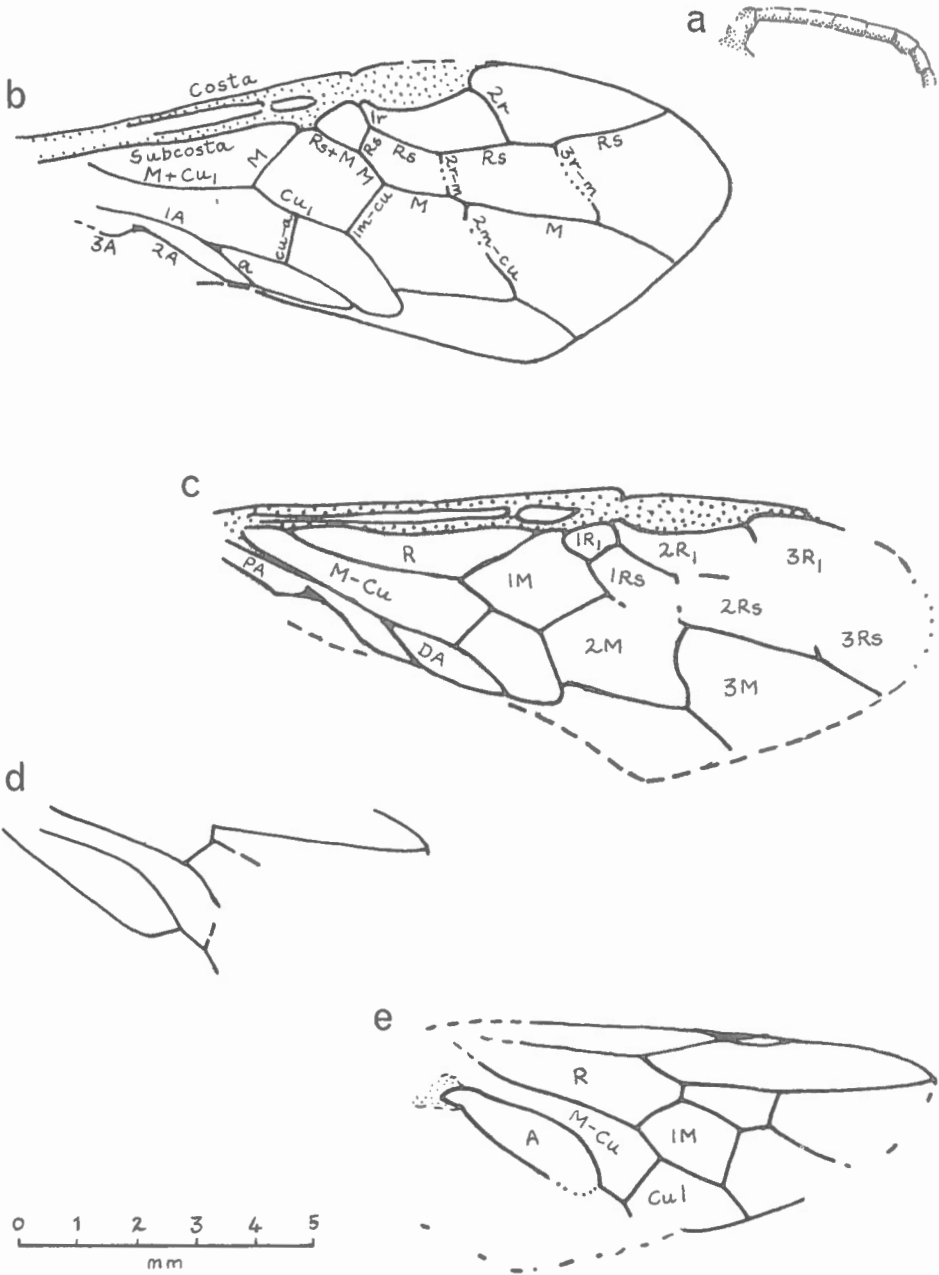 a
b
Costa
Subcosta
M+Cu1
M
Rs+M
M
1r
Rs
Rs
2r
Rs
Rs
2r-m
3r-m
Cu1
1m-cu
M
2m-cu
M
1A
cu-a
3A
2A
a
c
R
1R1
2R1
3R1
PA
M-Cu
1M
1Rs
2Rs
3Rs
DA
2M
3M
d
e
R
M-Cu
1M
A
Cu1
0 1 2 3 4 5
mm